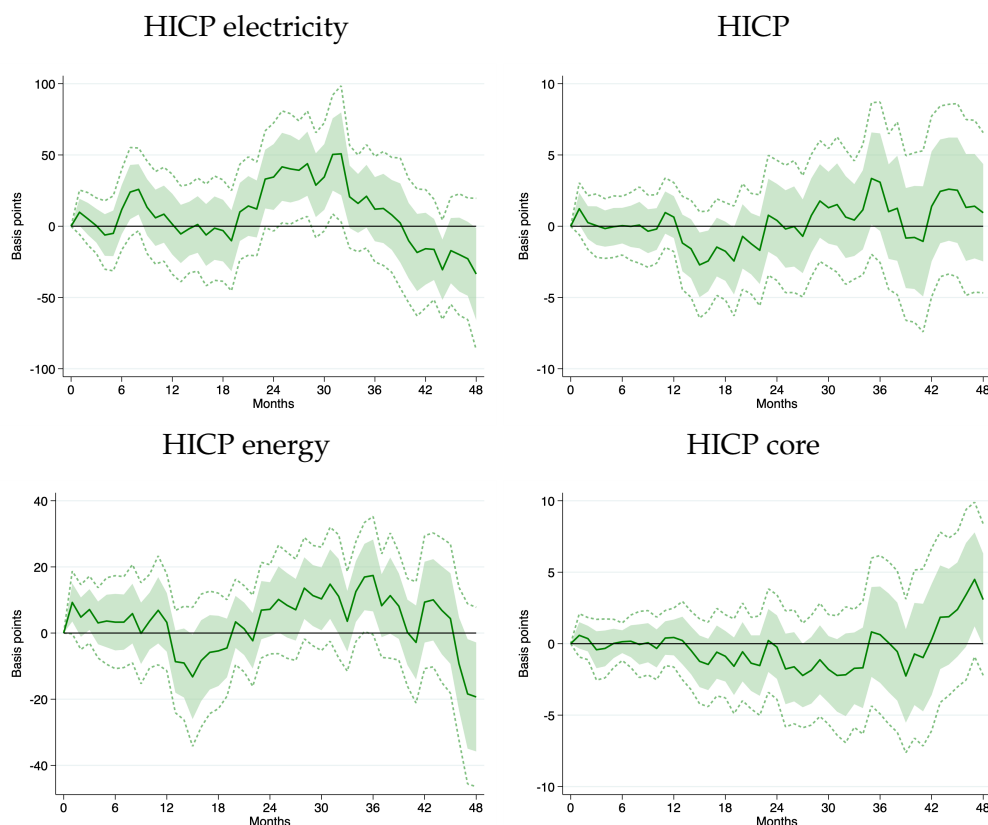 HICP electricity
Basis points
100
50
0
-50
-100
0 6 12 18 24 30 36 42 48
Months
HICP
Basis points
10
5
0
-5
-10
0 6 12 18 24 30 36 42 48
Months
HICP energy
Basis points
40
20
0
-20
-40
0 6 12 18 24 30 36 42 48
Months
HICP core
Basis points
10
5
0
-5
-10
0 6 12 18 24 30 36 42 48
Months